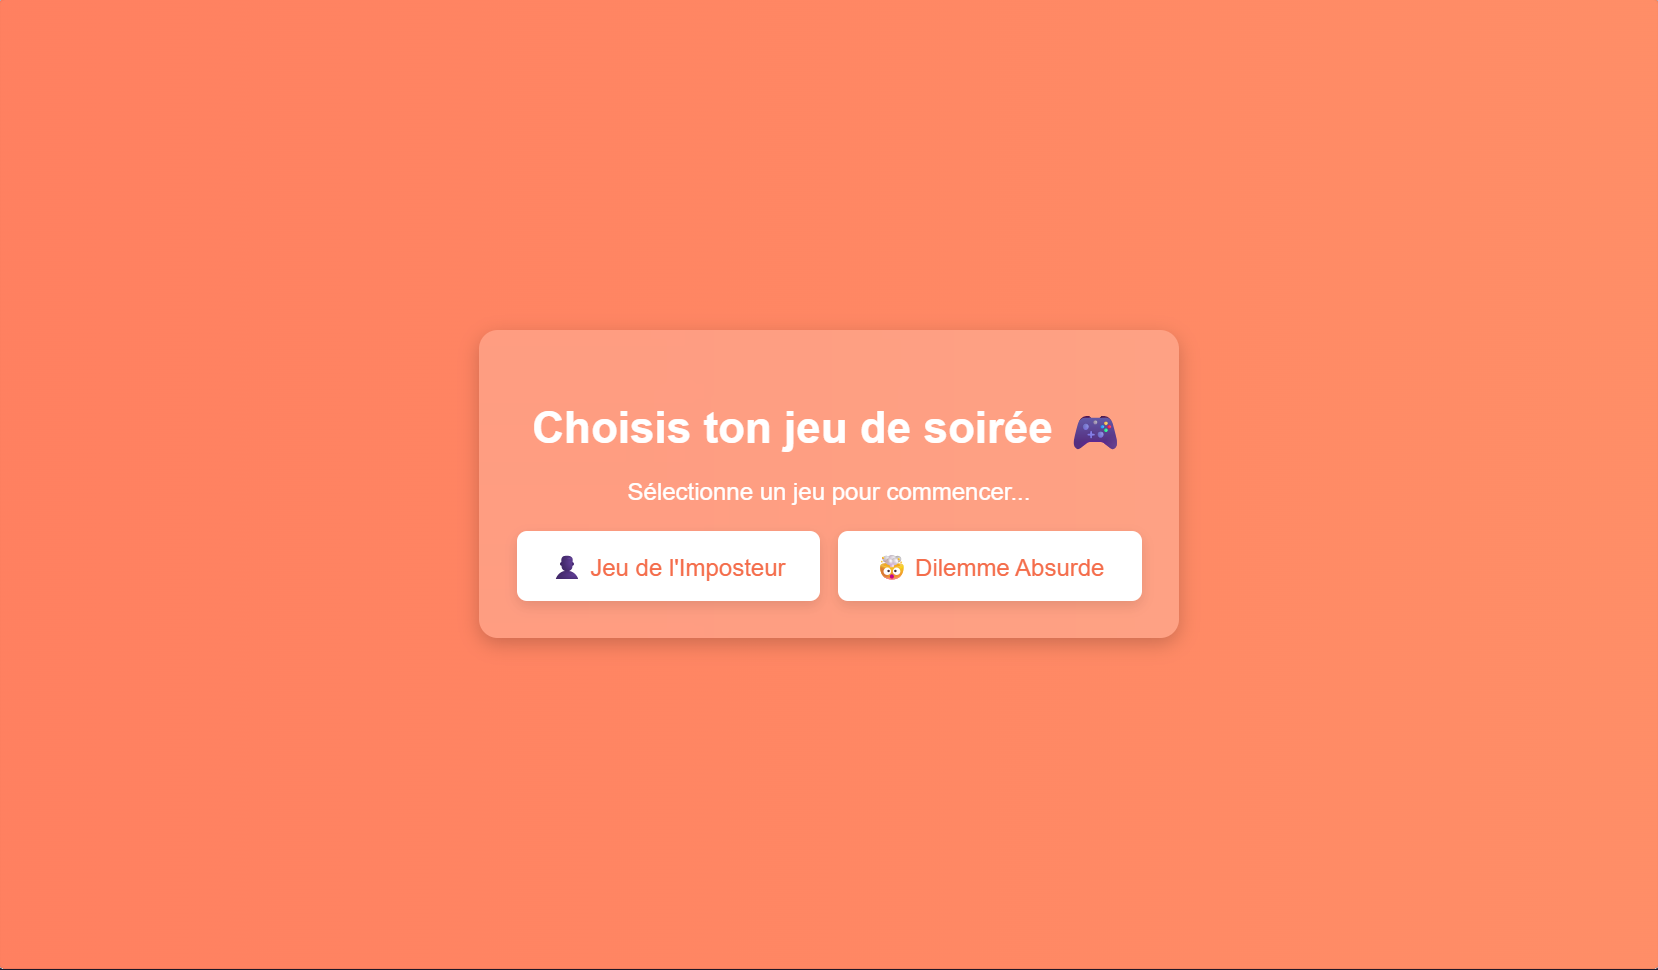 Choisis ton jeu de soirée 🎮
Sélectionne un jeu pour commencer...
👤 Jeu de l'Imposteur
🤯 Dilemme Absurde